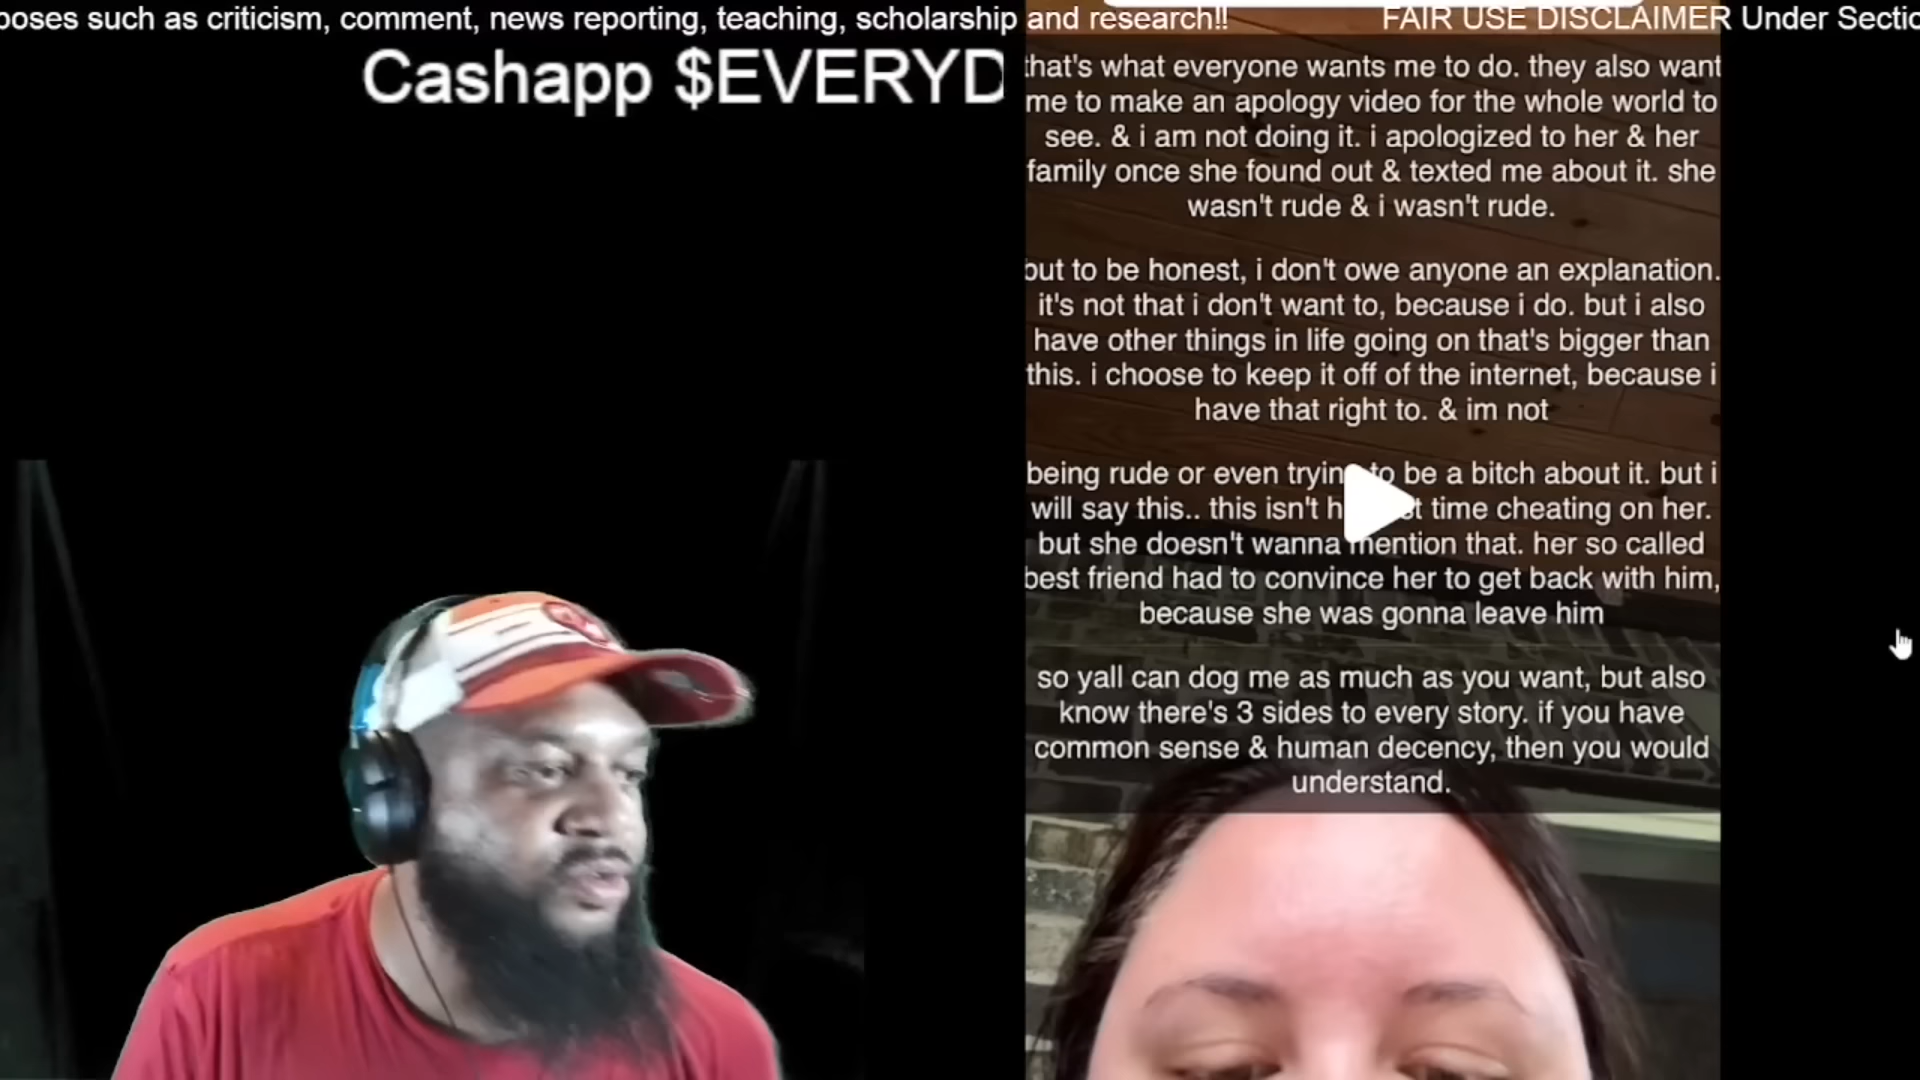 poses such as criticism, comment, news reporting, teaching, scholarship and research!! FAIR USE DISCLAIMER Under Sectio
Cashapp $EVERYD
that's what everyone wants me to do. they also want
me to make an apology video for the whole world to
see. & i am not doing it. i apologized to her & her
family once she found out & texted me about it. she
wasn't rude & i wasn't rude.
but to be honest, i don't owe anyone an explanation.
it's not that i don't want to, because i do. but i also
have other things in life going on that's bigger than
this. i choose to keep it off of the internet, because i
have that right to. & im not
being rude or even trying to be a bitch about it. but i
will say this.. this isn't h t time cheating on her.
but she doesn't wanna mention that. her so called
best friend had to convince her to get back with him,
because she was gonna leave him
so yall can dog me as much as you want, but also
know there's 3 sides to every story. if you have
common sense & human decency, then you would
understand.